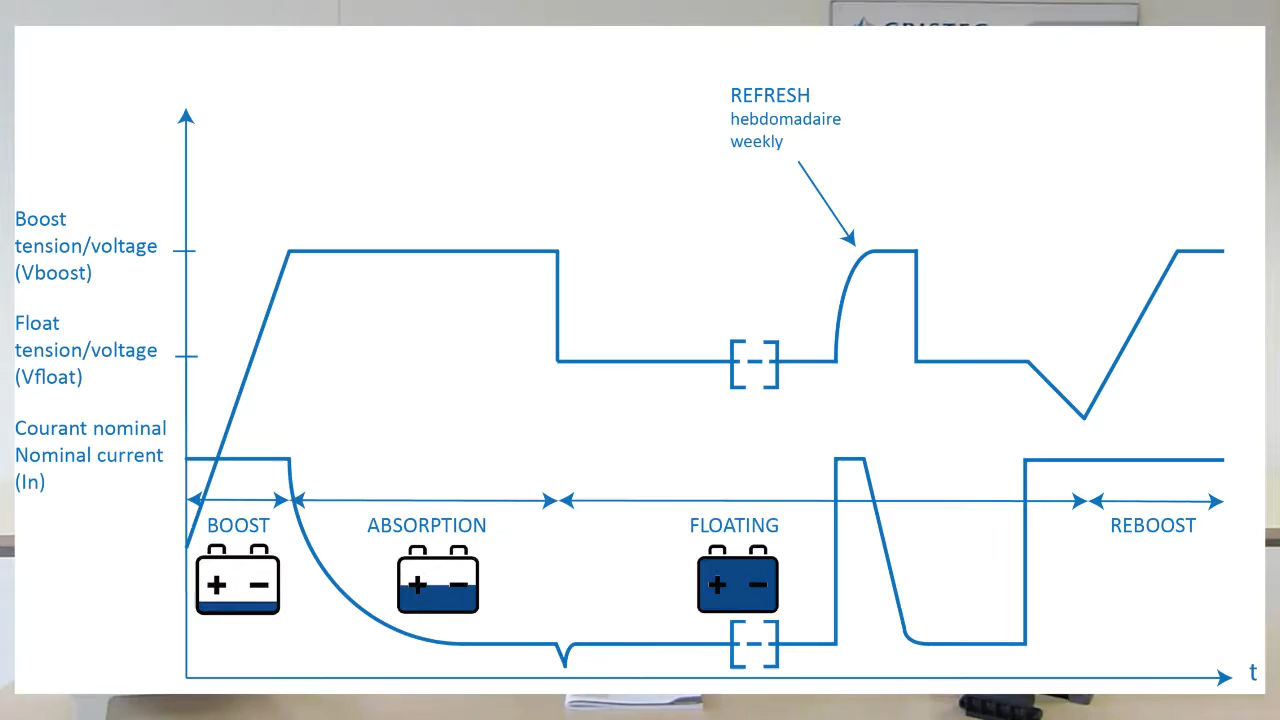 REFRESH
hebdomadaire
weekly
Boost
tension/voltage
(Vboost)
Float
tension/voltage
(Vfloat)
Courant nominal
Nominal current
(In)
BOOST
ABSORPTION
FLOATING
REBOOST
t